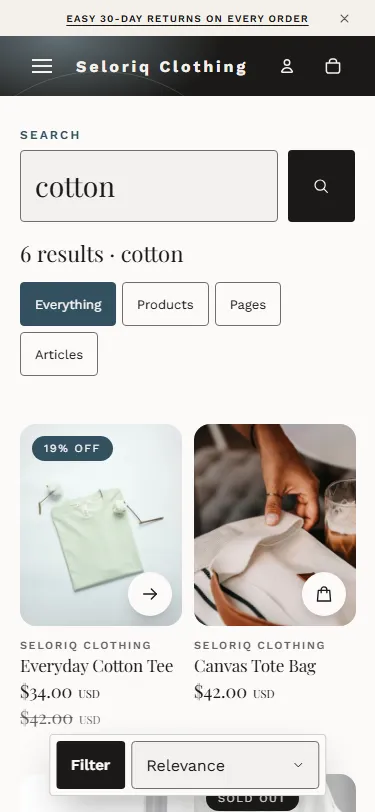 EASY 30-DAY RETURNS ON EVERY ORDER
Seloriq Clothing
SEARCH
cotton
6 results · cotton
Everything
Products
Pages
Articles
19% OFF
SELORIQ CLOTHING
Everyday Cotton Tee
$34.00 USD
$42.00 USD
SELORIQ CLOTHING
Canvas Tote Bag
$42.00 USD
Filter
Relevance
SOLD OUT